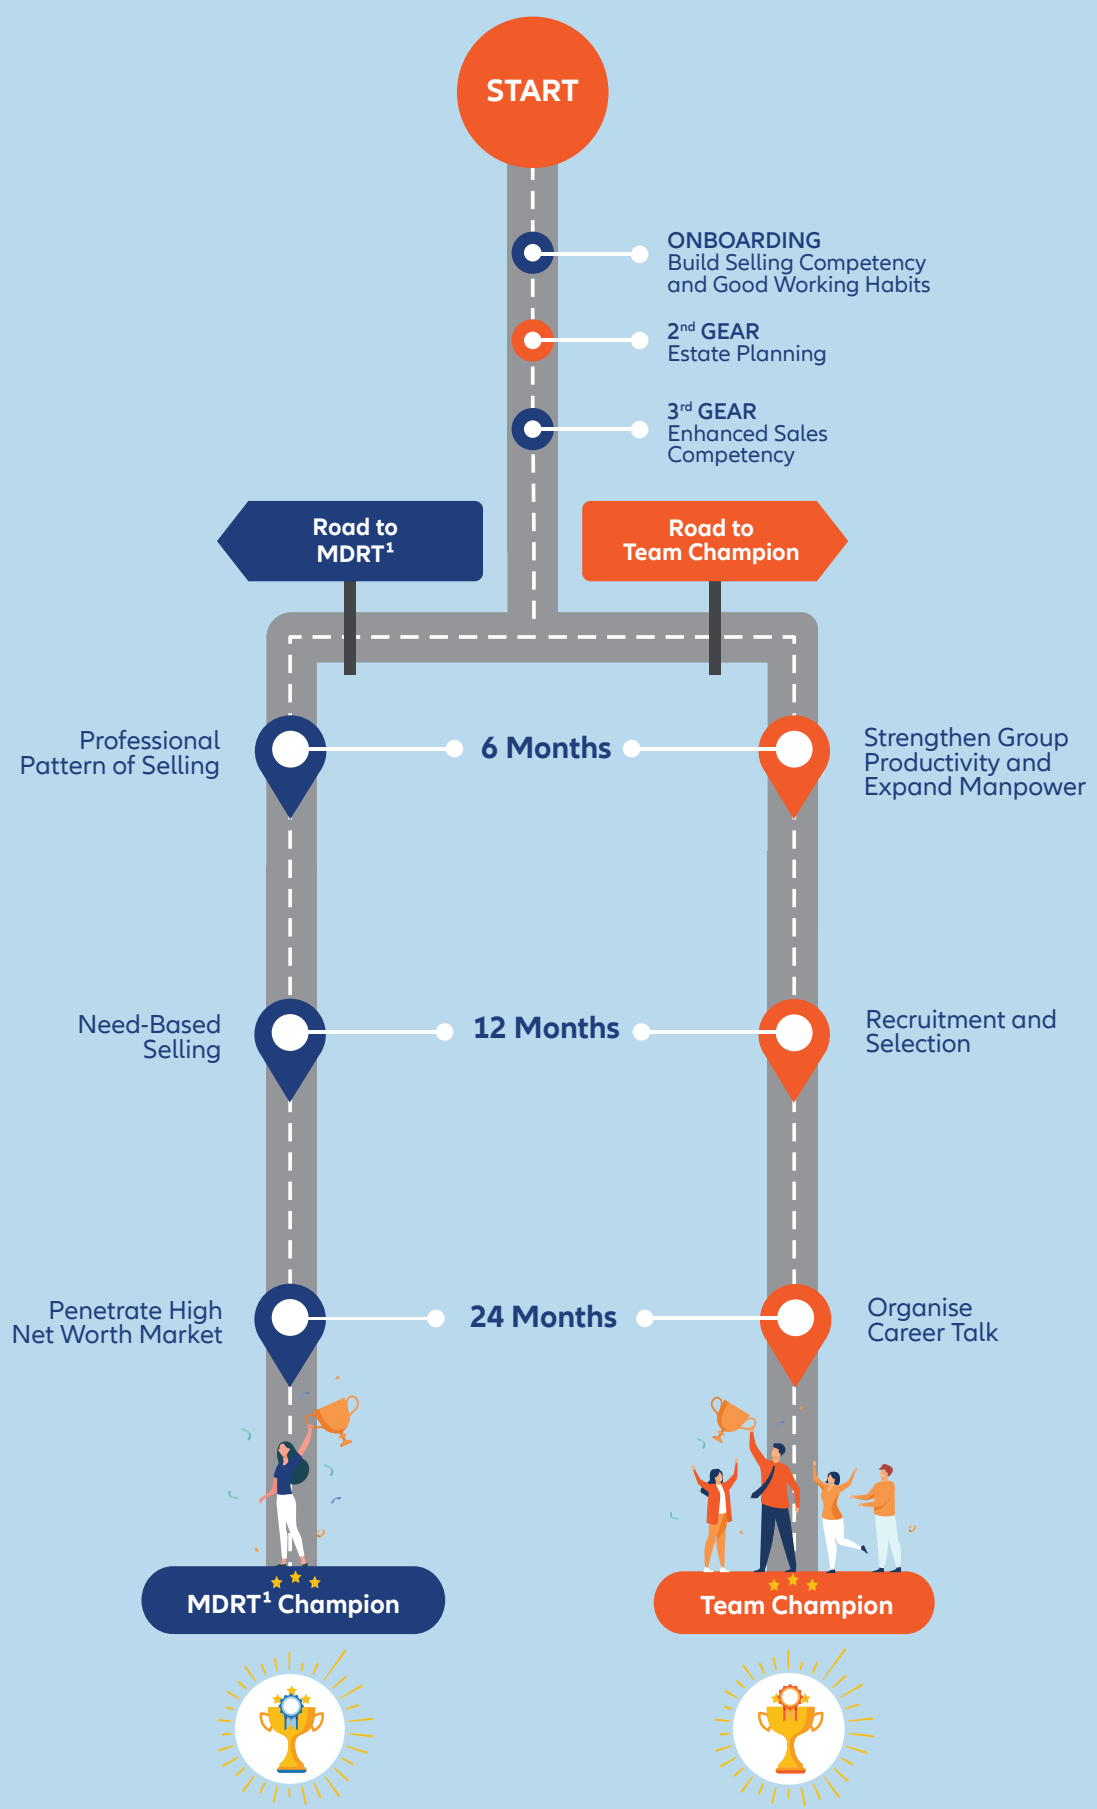 START
ONBOARDING
Build Selling Competency
and Good Working Habits
2nd GEAR
Estate Planning
3rd GEAR
Enhanced Sales
Competency
Road to
MDRT¹
Road to
Team Champion
Professional
Pattern of Selling
6 Months
Strengthen Group
Productivity and
Expand Manpower
Need-Based
Selling
12 Months
Recruitment and
Selection
Penetrate High
Net Worth Market
24 Months
Organise
Career Talk
MDRT¹ Champion
Team Champion